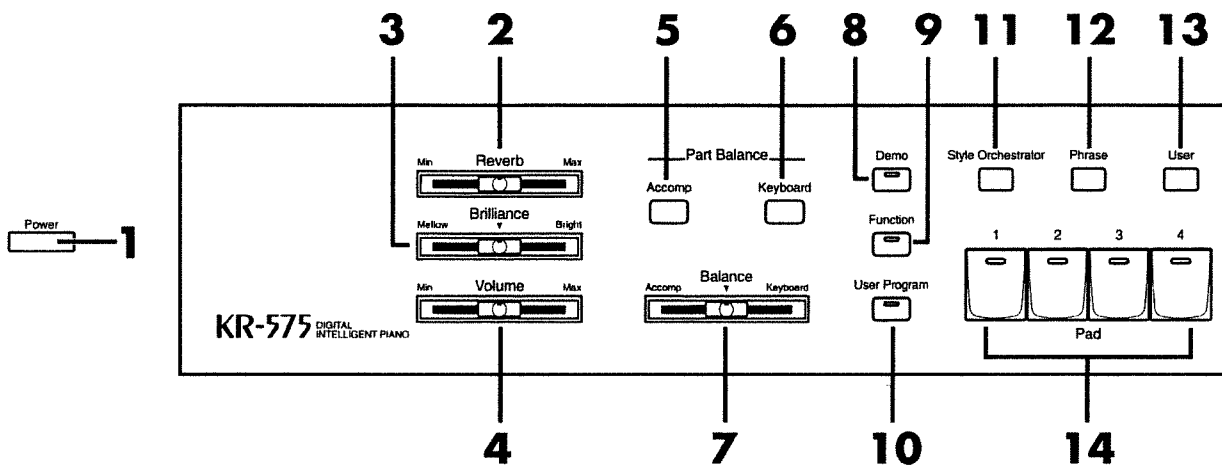 3 2 5 6 8 9 11 12 13
Part Balance
Min Reverb Max
Accomp Keyboard
Demo
Style Orchestrator Phrase User
Power 1
Brilliance
Mellow Bright
Function
1 2 3 4
Volume
Min Max
Balance
Accomp Keyboard
User Program
KR-575 DIGITAL
INTELLIGENT PIANO
Pad
4 7 10 14